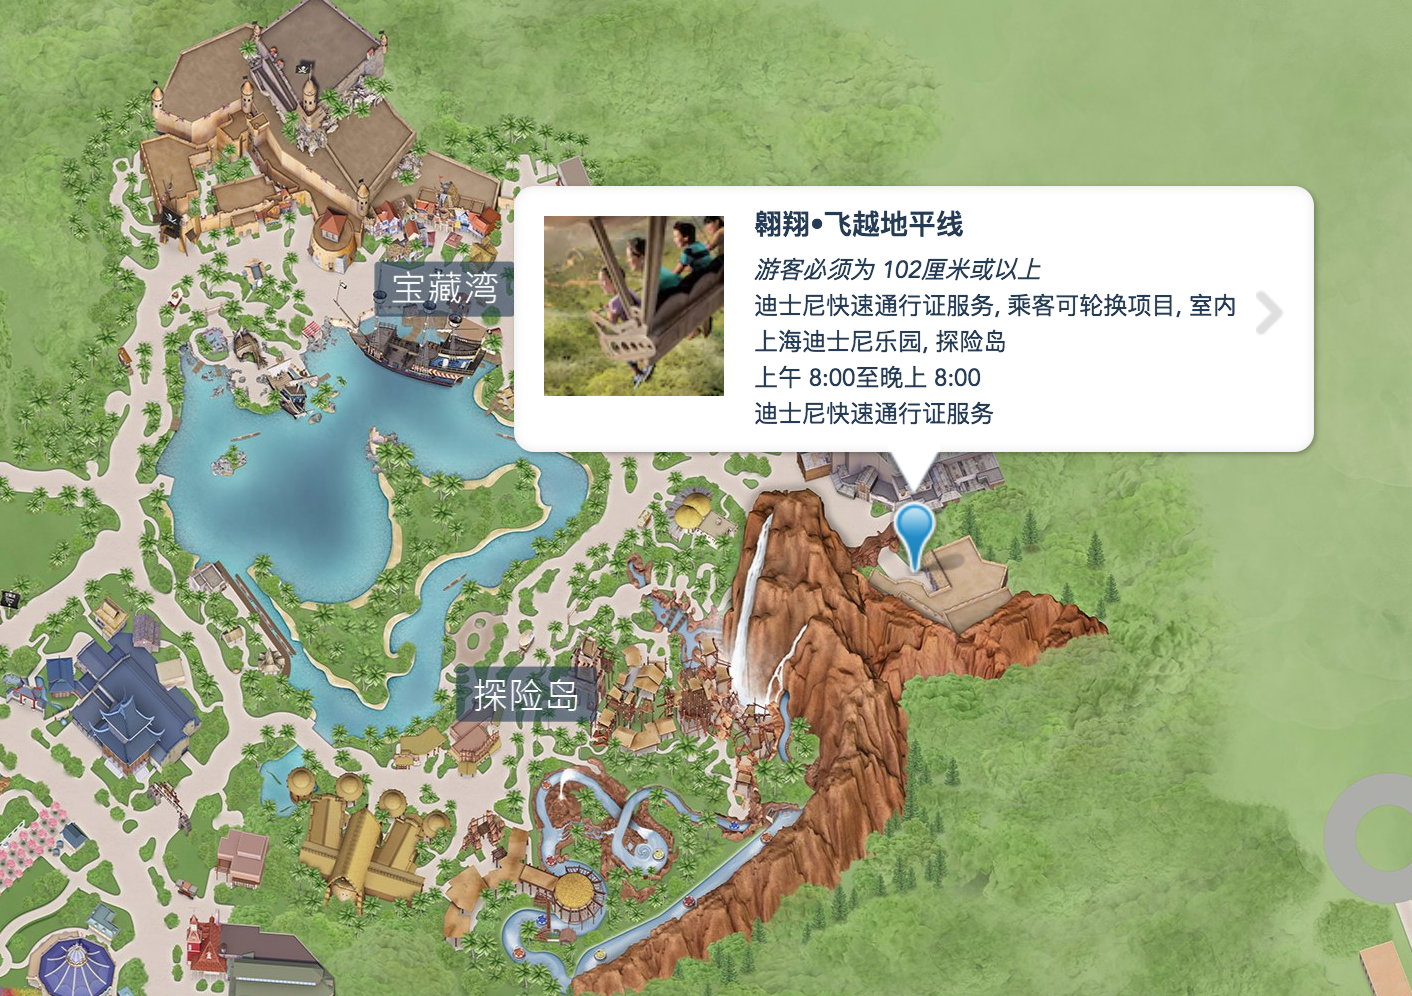 翱翔•飞越地平线
游客必须为 102厘米或以上
迪士尼快速通行证服务, 乘客可轮换项目, 室内
上海迪士尼乐园, 探险岛
上午 8:00至晚上 8:00
迪士尼快速通行证服务
宝藏湾
探险岛